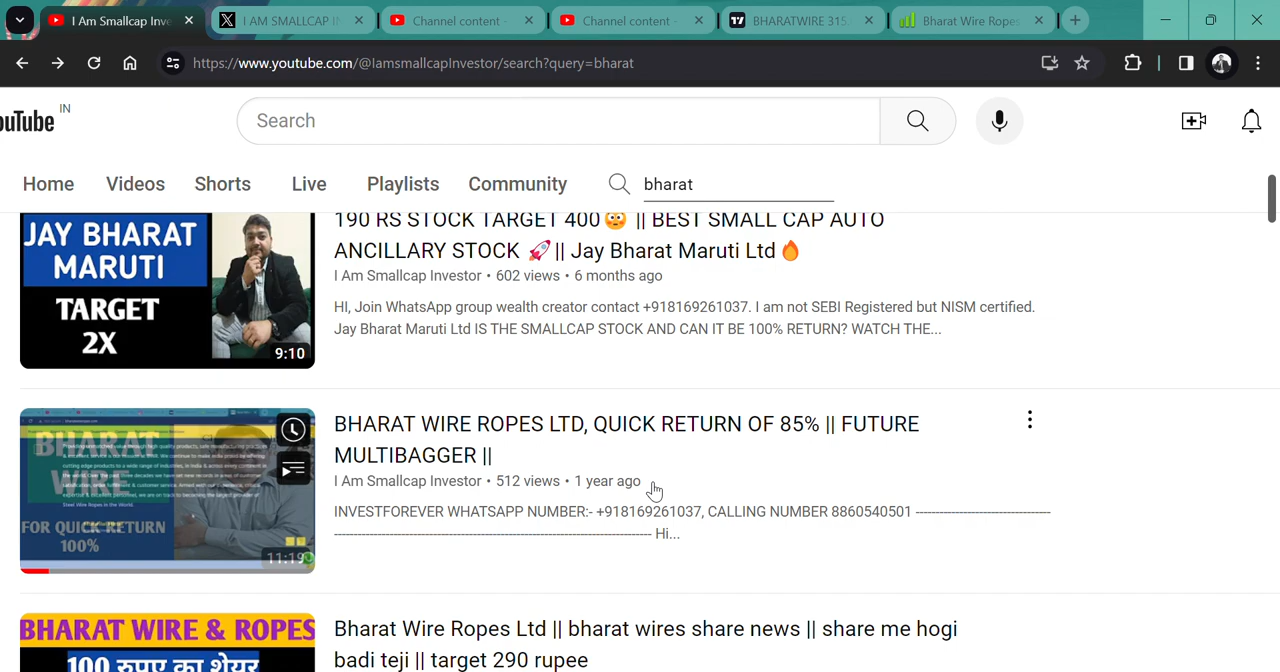 I Am Smallcap Inve
I AM SMALLCAP IN
Channel content -
Channel content -
BHARATWIRE 315.
Bharat Wire Ropes
https://www.youtube.com/@IamsmallcapInvestor/search?query=bharat
ouTube IN
Search
Home Videos Shorts Live Playlists Community bharat
JAY BHARAT
MARUTI
TARGET
2X
9:10
190 RS STOCK TARGET 400😳 || BEST SMALL CAP AUTO
ANCILLARY STOCK 🚀|| Jay Bharat Maruti Ltd🔥
I Am Smallcap Investor • 602 views • 6 months ago
HI, Join WhatsApp group wealth creator contact +918169261037. I am not SEBI Registered but NISM certified.
Jay Bharat Maruti Ltd IS THE SMALLCAP STOCK AND CAN IT BE 100% RETURN? WATCH THE...
BHARAT
WIRE
FOR QUICK RETURN
100%
11:19
BHARAT WIRE ROPES LTD, QUICK RETURN OF 85% || FUTURE
MULTIBAGGER ||
I Am Smallcap Investor • 512 views • 1 year ago
INVESTFOREVER WHATSAPP NUMBER:- +918169261037, CALLING NUMBER 8860540501 --------------------------------
-------------------------------------------------------------------------------- Hi...
BHARAT WIRE & ROPES
100 रुपए का शेयर
Bharat Wire Ropes Ltd || bharat wires share news || share me hogi
badi teji || target 290 rupee